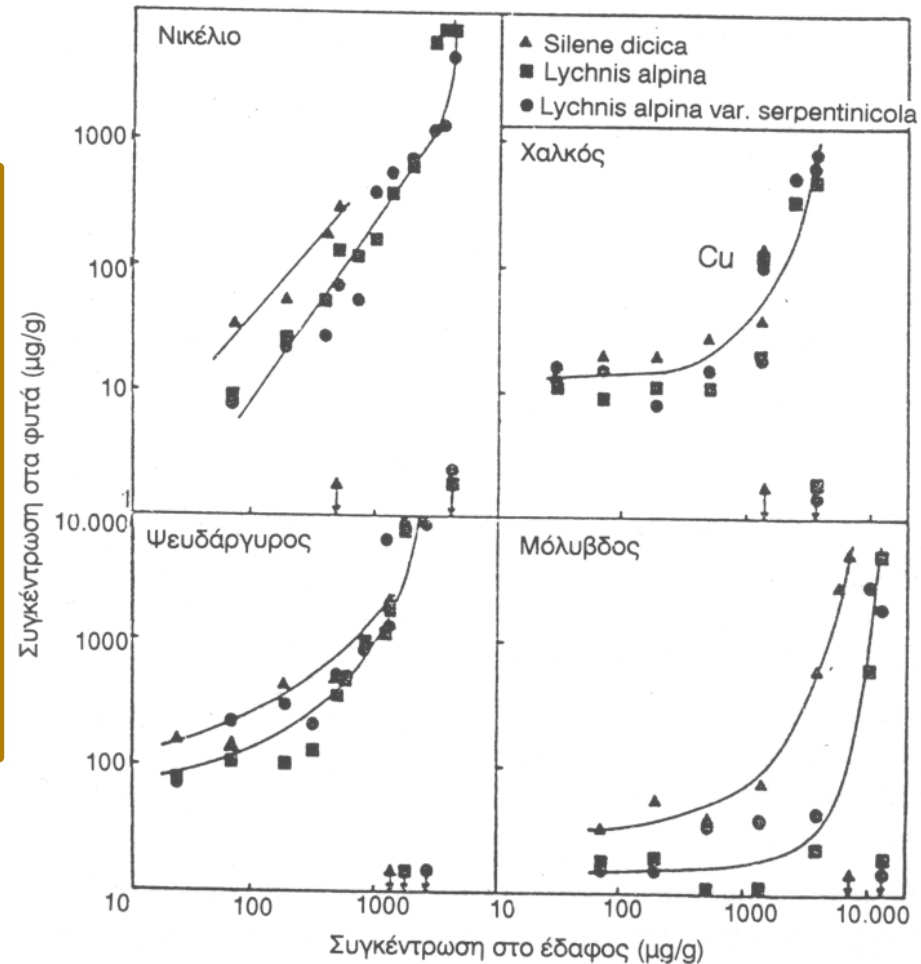 Νικέλιο
▲ Silene dicica
■ Lychnis alpina
● Lychnis alpina var. serpentinicola
1000
100
10
1
Χαλκός
Cu
Συγκέντρωση στα φυτά (μg/g)
10.000
Ψευδάργυρος
1000
100
10
Μόλυβδος
10 100 1000 10 100 1000 10.000
Συγκέντρωση στο έδαφος (μg/g)